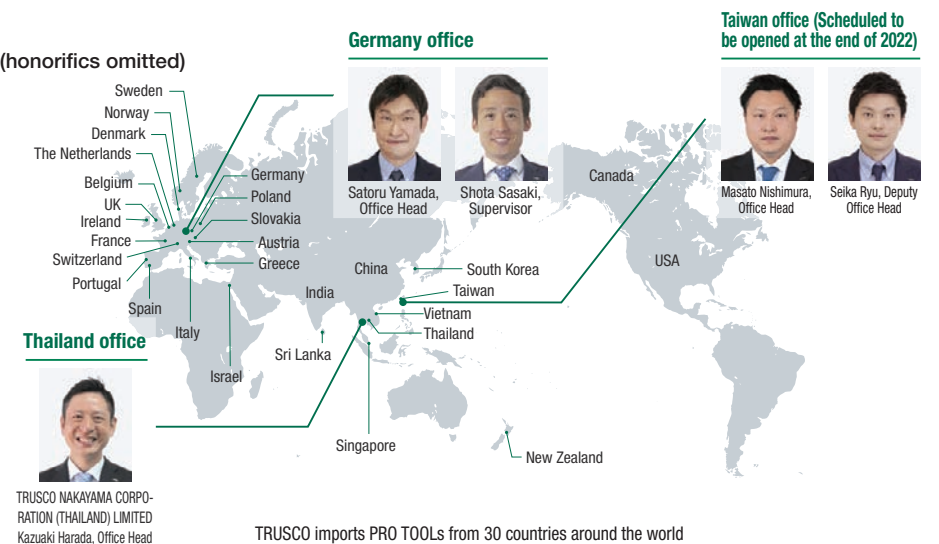 (honorifics omitted)
Germany office
Satoru Yamada,
Office Head
Shota Sasaki,
Supervisor
Taiwan office (Scheduled to
be opened at the end of 2022)
Masato Nishimura,
Office Head
Seika Ryu, Deputy
Office Head
Sweden
Norway
Denmark
The Netherlands
Belgium
UK
Ireland
France
Switzerland
Portugal
Spain
Italy
Israel
Germany
Poland
Slovakia
Austria
Greece
China
India
Sri Lanka
South Korea
Taiwan
Vietnam
Thailand
Singapore
New Zealand
Canada
USA
Thailand office
TRUSCO NAKAYAMA CORPO-
RATION (THAILAND) LIMITED
Kazuaki Harada, Office Head
TRUSCO imports PRO TOOLs from 30 countries around the world